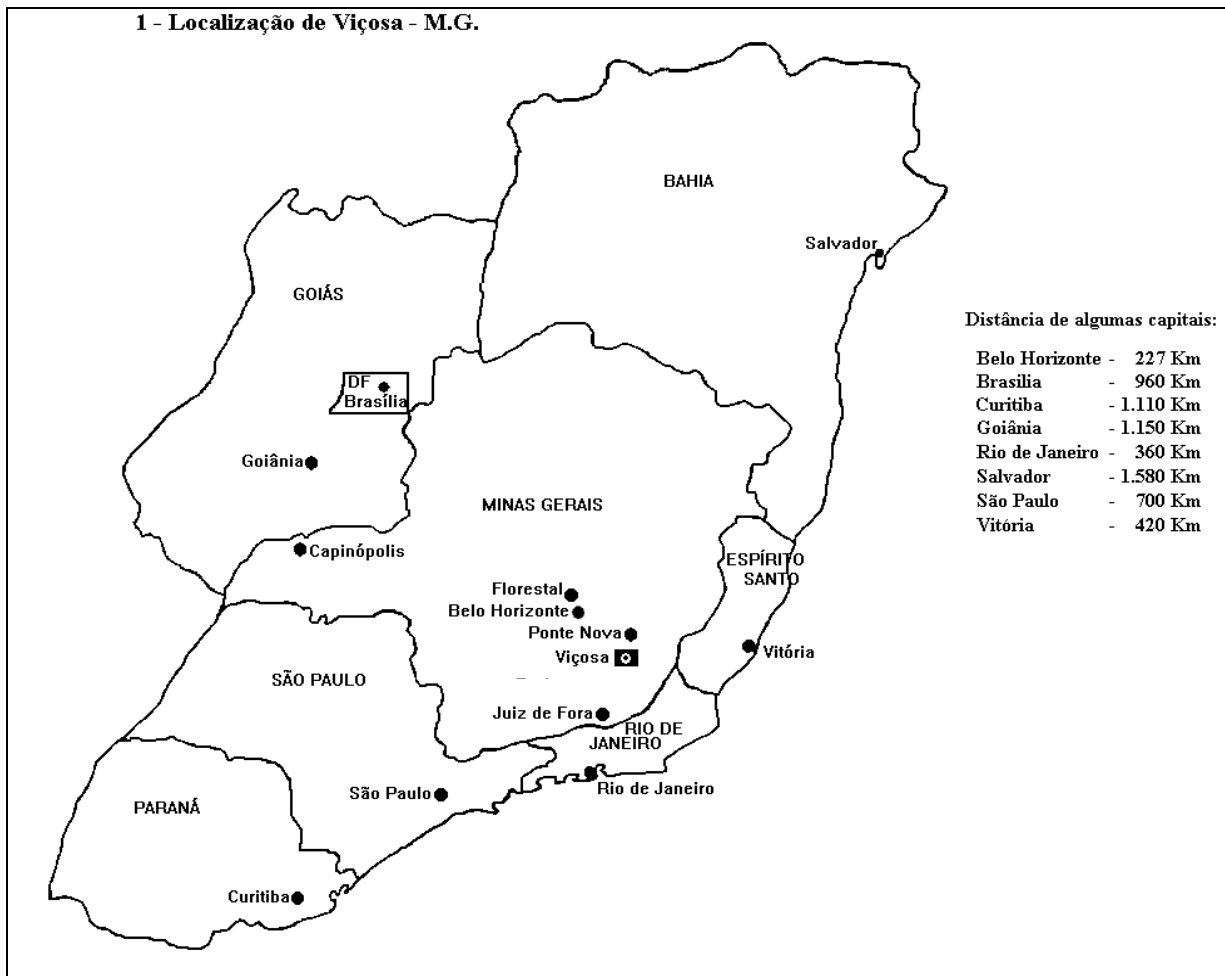 1 - Localização de Viçosa - M.G.
BAHIA
Salvador
GOIÁS
DF
Brasília
Goiânia
MINAS GERAIS
Capinópolis
ESPÍRITO
SANTO
Florestal
Belo Horizonte
Ponte Nova
Viçosa
Vitória
SÃO PAULO
Juiz de Fora
RIO DE
JANEIRO
Rio de Janeiro
São Paulo
PARANÁ
Curitiba
Distância de algumas capitais:
Belo Horizonte - 227 Km
Brasilia - 960 Km
Curitiba - 1.110 Km
Goiânia - 1.150 Km
Rio de Janeiro - 360 Km
Salvador - 1.580 Km
São Paulo - 700 Km
Vitória - 420 Km